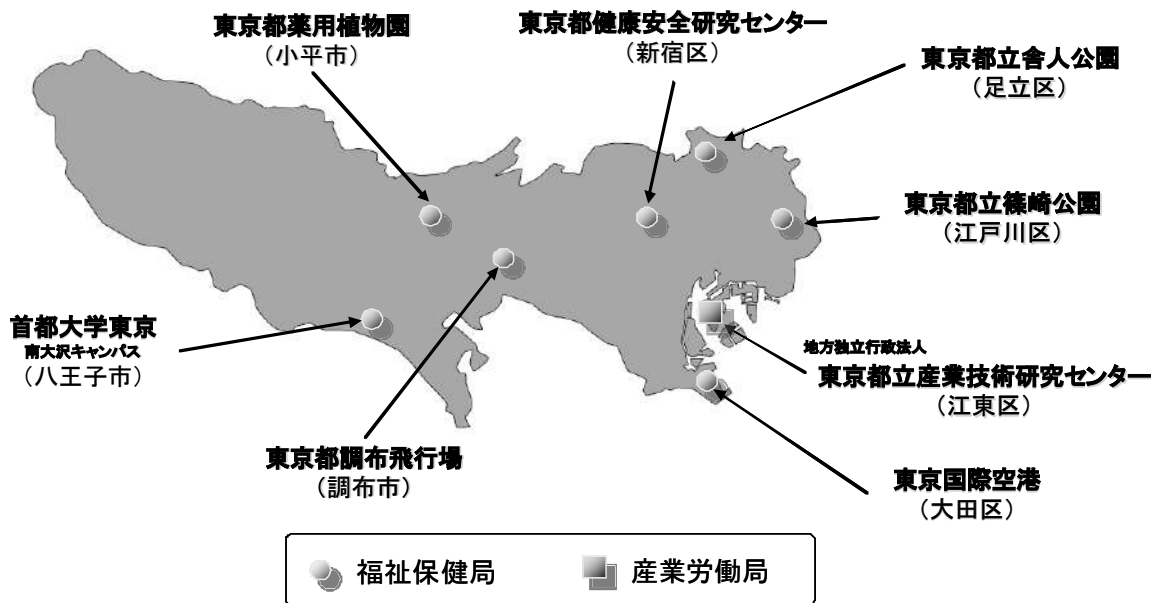 東京都薬用植物園
（小平市）
東京都健康安全研究センター
（新宿区）
東京都立舎人公園
（足立区）
東京都立篠崎公園
（江戸川区）
首都大学東京
南大沢キャンパス
（八王子市）
地方独立行政法人
東京都立産業技術研究センター
（江東区）
東京都調布飛行場
（調布市）
東京国際空港
（大田区）
福祉保健局
産業労働局